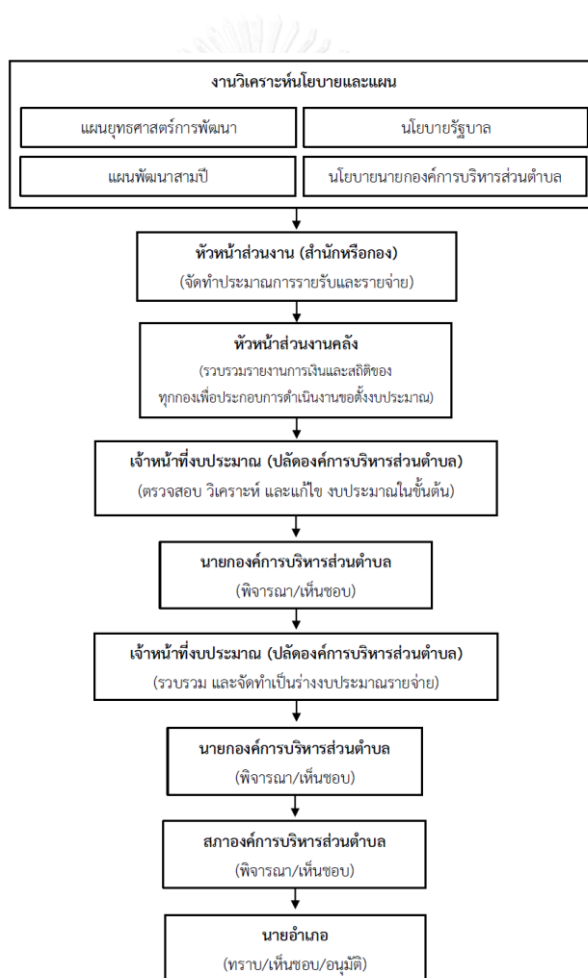 งานวิเคราะห์นโยบายและแผน
แผนยุทธศาสตร์การพัฒนา
นโยบายรัฐบาล
แผนพัฒนาสามปี
นโยบายนายกองค์การบริหารส่วนตำบล
หัวหน้าส่วนงาน (สำนักหรือกอง)
(จัดทำประมาณการรายรับและรายจ่าย)
หัวหน้าส่วนงานคลัง
(รวบรวมรายงานการเงินและสถิติของ
ทุกกองเพื่อประกอบการดำเนินงานขอตั้งงบประมาณ)
เจ้าหน้าที่งบประมาณ (ปลัดองค์การบริหารส่วนตำบล)
(ตรวจสอบ วิเคราะห์ และแก้ไข งบประมาณในขั้นต้น)
นายกองค์การบริหารส่วนตำบล
(พิจารณา/เห็นชอบ)
เจ้าหน้าที่งบประมาณ (ปลัดองค์การบริหารส่วนตำบล)
(รวบรวม และจัดทำเป็นร่างงบประมาณรายจ่าย)
นายกองค์การบริหารส่วนตำบล
(พิจารณา/เห็นชอบ)
สภาองค์การบริหารส่วนตำบล
(พิจารณา/เห็นชอบ)
นายอำเภอ
(ทราบ/เห็นชอบ/อนุมัติ)